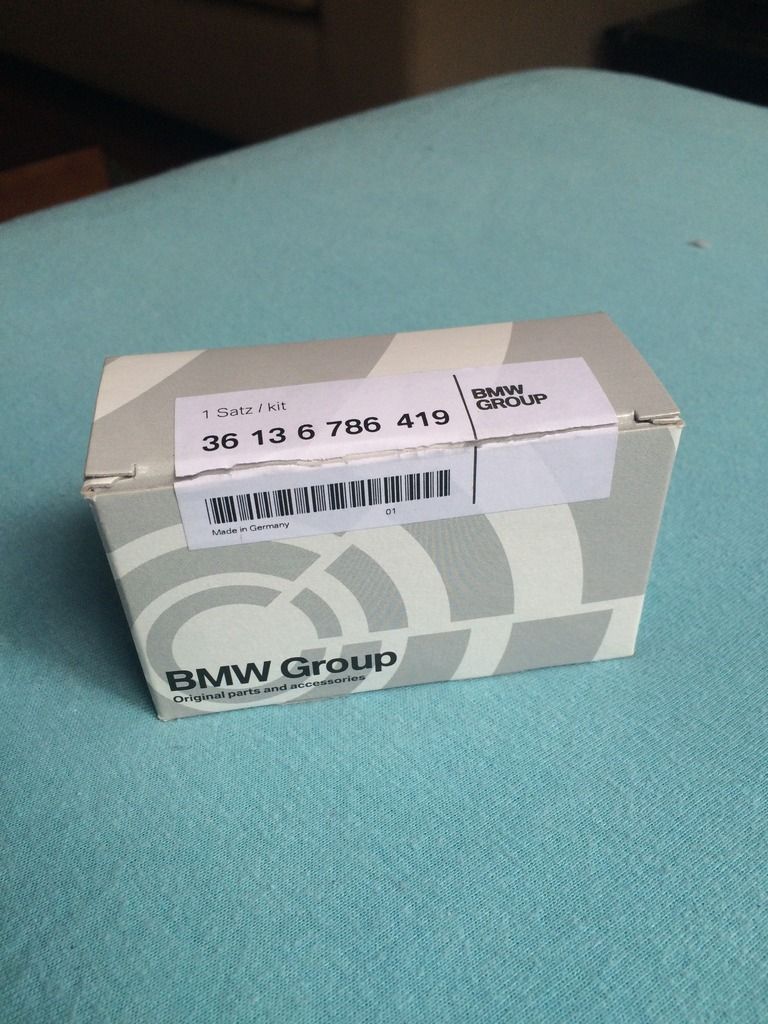 1 Satz / kit
36 13 6 786 419
BMW
GROUP
Made in Germany
01
BMW Group
Original parts and accessories